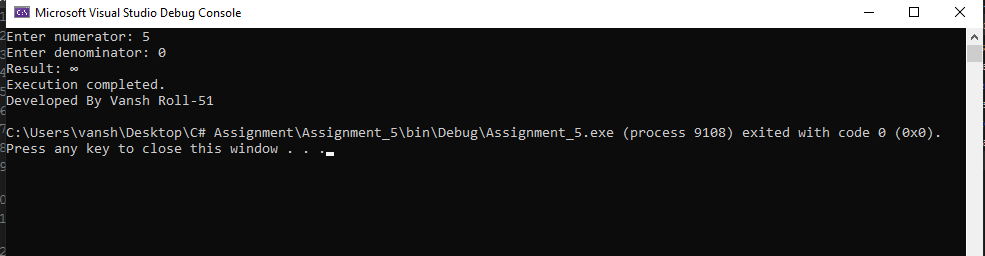 Microsoft Visual Studio Debug Console
Enter numerator: 5
Enter denominator: 0
Result: ∞
Execution completed.
Developed By Vansh Roll-51
C:\Users\vansh\Desktop\C# Assignment\Assignment_5\bin\Debug\Assignment_5.exe (process 9108) exited with code 0 (0x0).
Press any key to close this window . . .